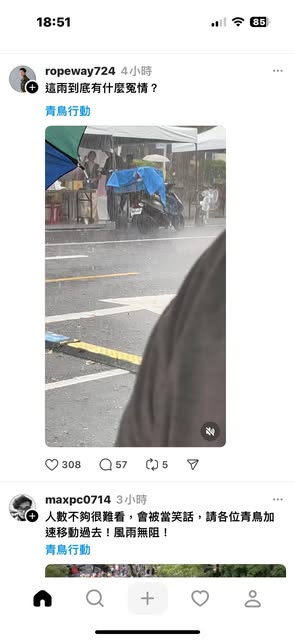 18:51
85
ropeway724 4小時
這雨到底有什麼冤情？
青鳥行動
308
57
5
maxpc0714 3小時
人數不夠很難看，會被當笑話，請各位青鳥加
速移動過去！風雨無阻！
青鳥行動